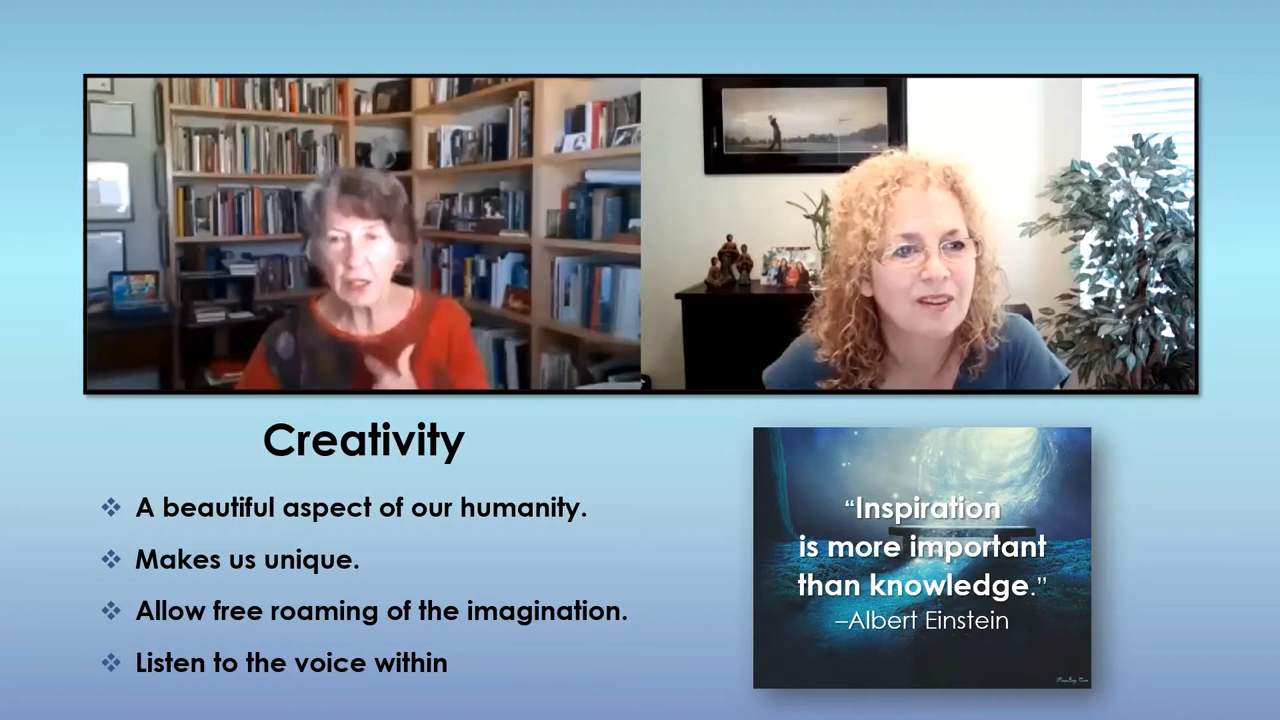 Creativity
❖ A beautiful aspect of our humanity.
❖ Makes us unique.
❖ Allow free roaming of the imagination.
❖ Listen to the voice within
“Inspiration
is more important
than knowledge.”
–Albert Einstein